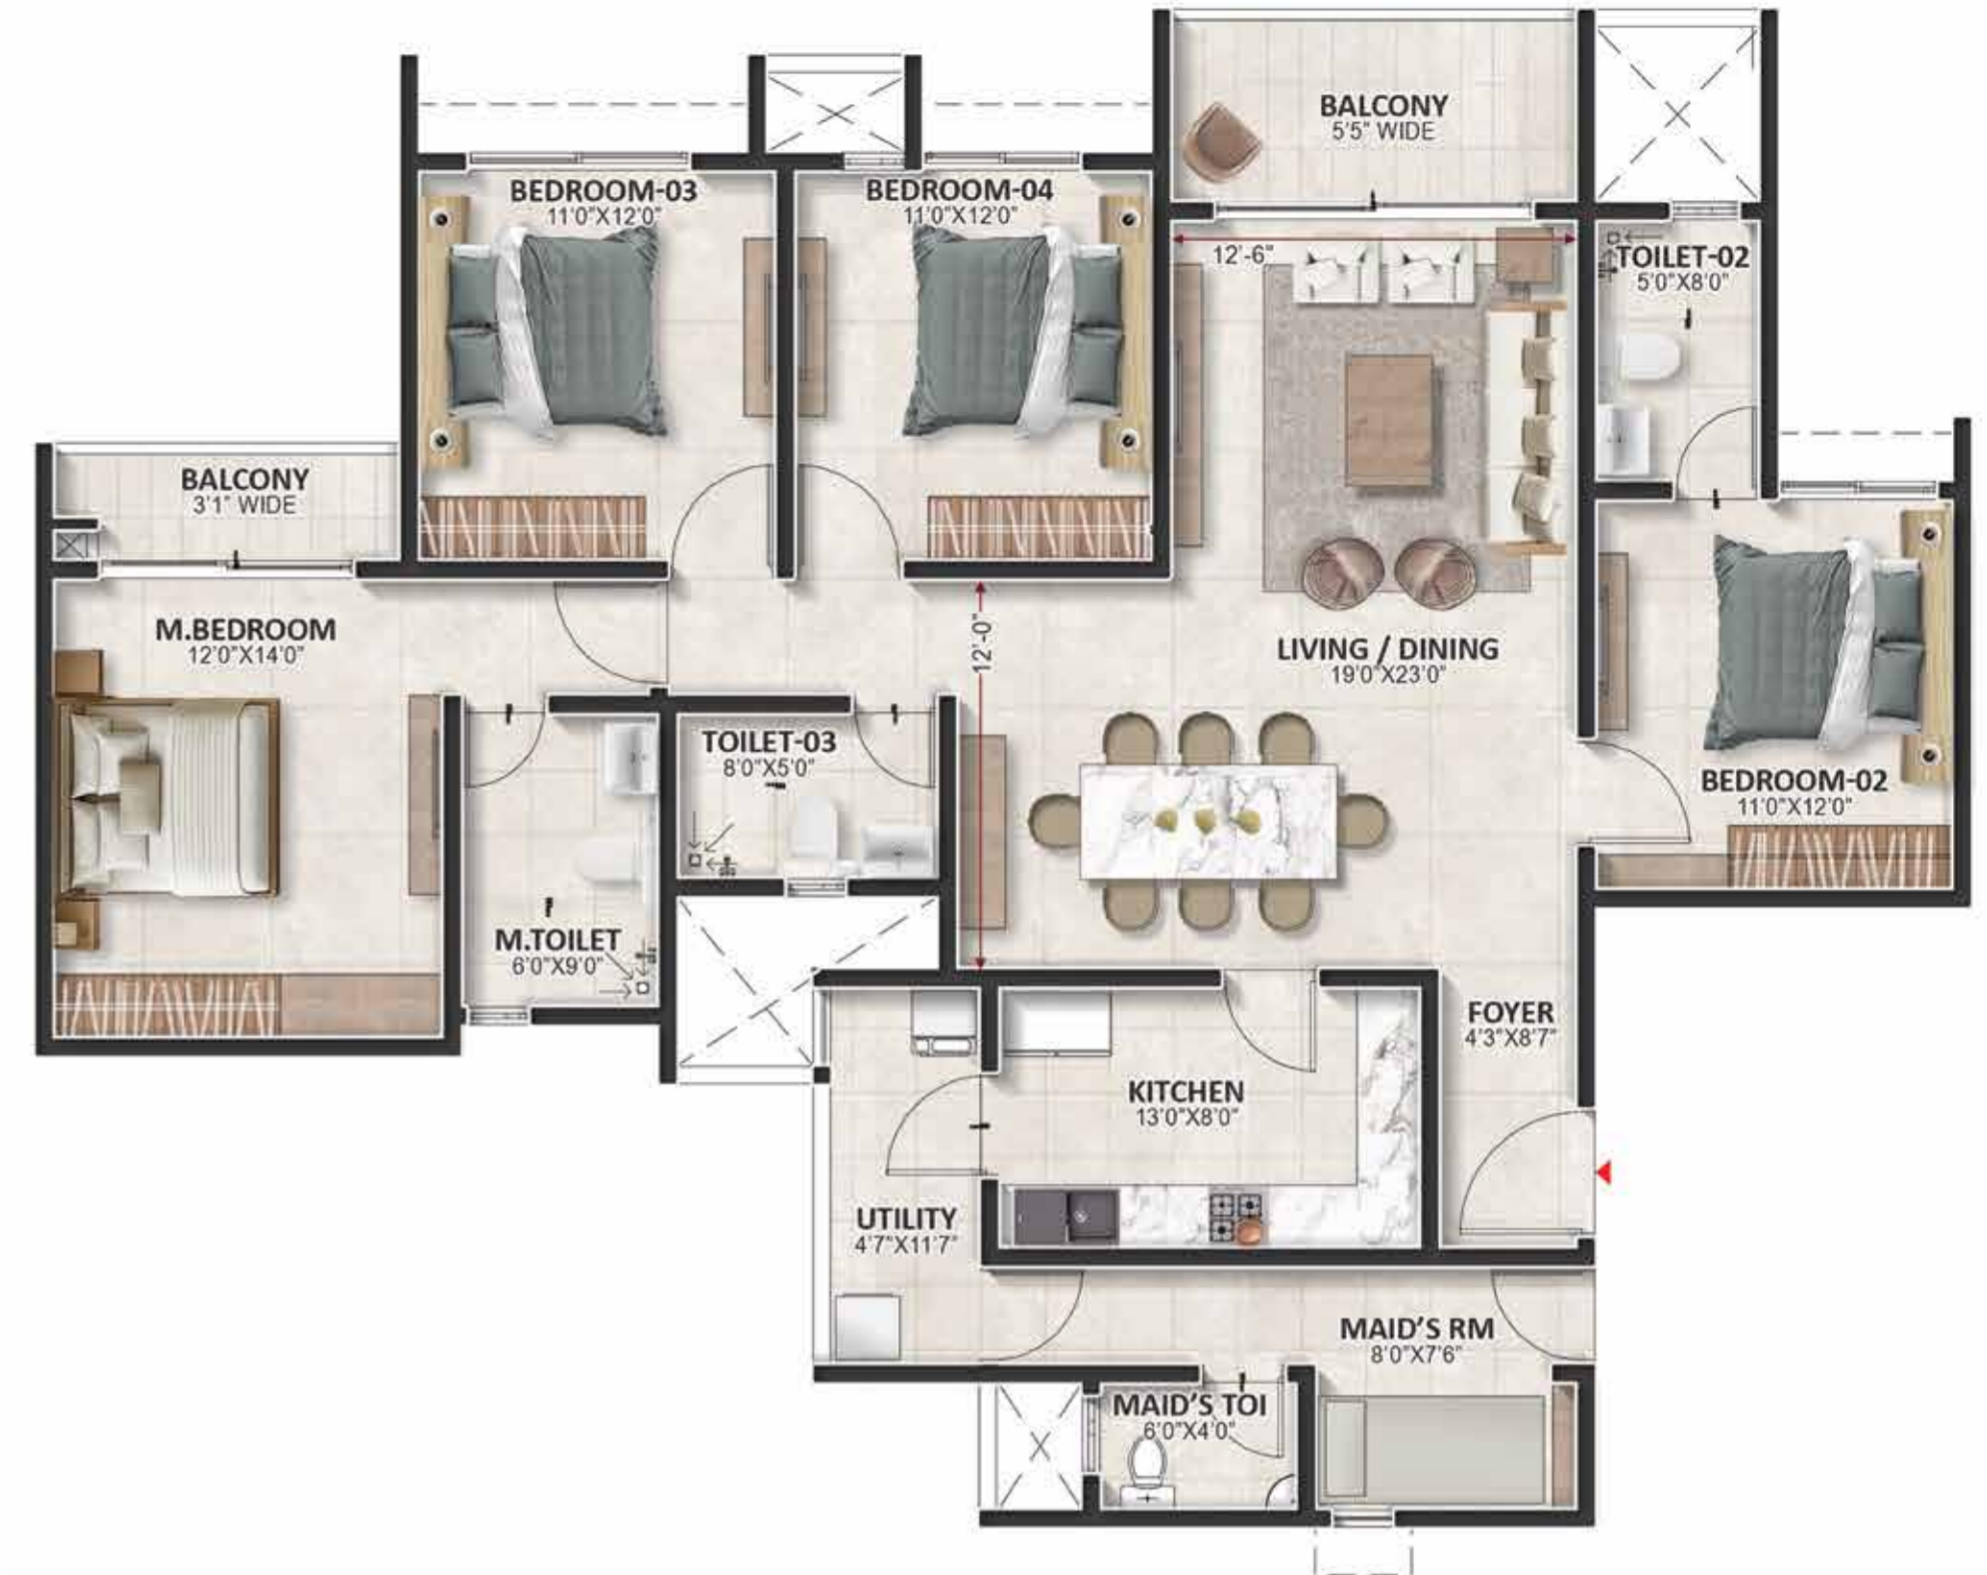 BALCONY
5'5" WIDE
BEDROOM-03
11'0"X12'0"
BEDROOM-04
11'0"X12'0"
12'-6"
TOILET-02
5'0"X8'0"
BALCONY
3'1" WIDE
M.BEDROOM
12'0"X14'0"
12'-0"
LIVING / DINING
19'0"X23'0"
TOILET-03
8'0"X5'0"
BEDROOM-02
11'0"X12'0"
M.TOILET
6'0"X9'0"
FOYER
4'3"X8'7"
KITCHEN
13'0"X8'0"
UTILITY
4'7"X11'7"
MAID'S RM
8'0"X7'6"
MAID'S TOI
6'0"X4'0"